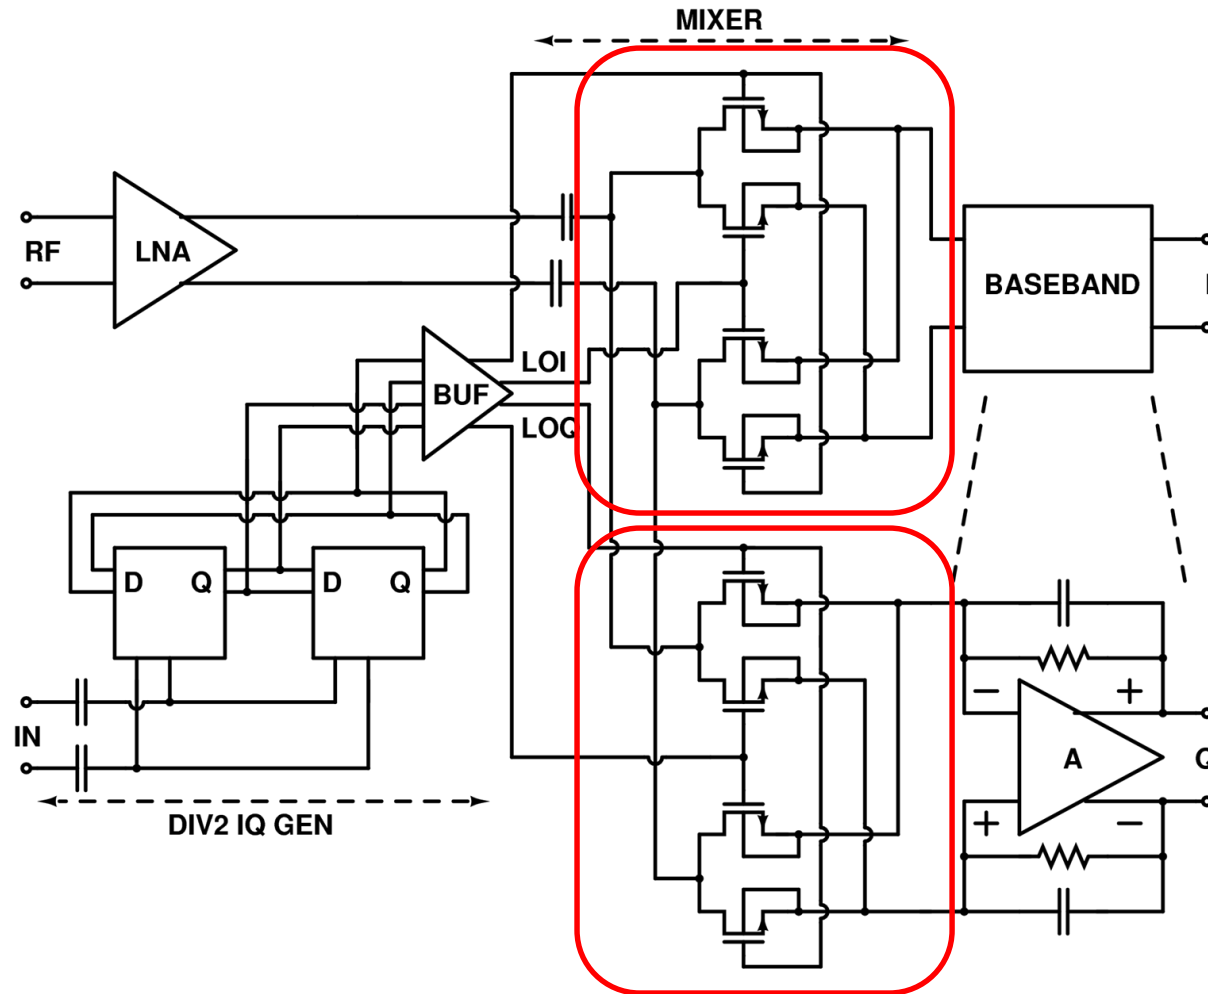 MIXER
RF
LNA
BASEBAND
I
LOI
BUF
LOQ
D
Q
D
Q
−
+
IN
A
Q
+
−
DIV2 IQ GEN